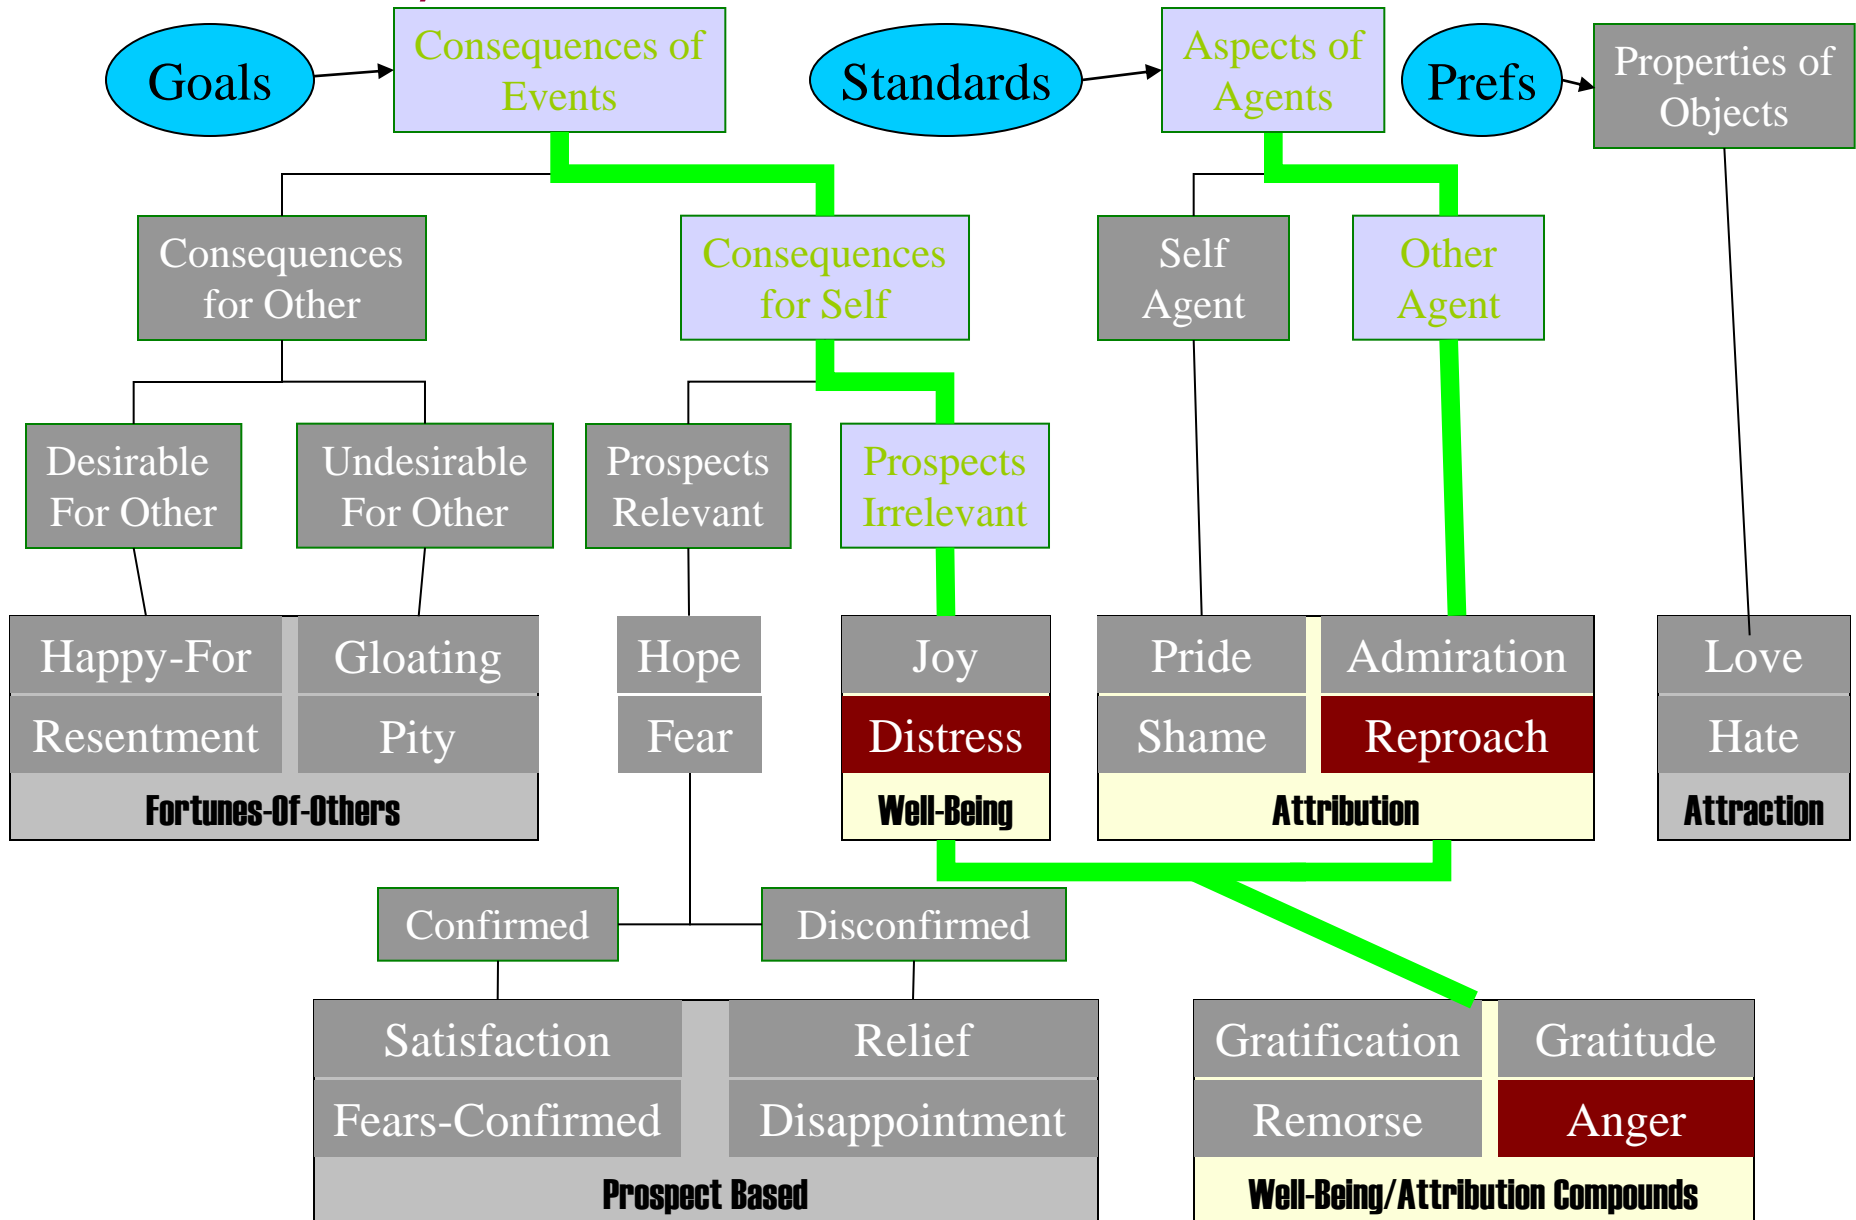 Goals
Consequences of
Events
Standards
Aspects of
Agents
Prefs
Properties of
Objects
Consequences
for Other
Consequences
for Self
Self
Agent
Other
Agent
Desirable
For Other
Undesirable
For Other
Prospects
Relevant
Prospects
Irrelevant
Happy-For
Gloating
Hope
Joy
Pride
Admiration
Love
Resentment
Pity
Fear
Distress
Shame
Reproach
Hate
Fortunes-Of-Others
Well-Being
Attribution
Attraction
Confirmed
Disconfirmed
Satisfaction
Relief
Gratification
Gratitude
Fears-Confirmed
Disappointment
Remorse
Anger
Prospect Based
Well-Being/Attribution Compounds